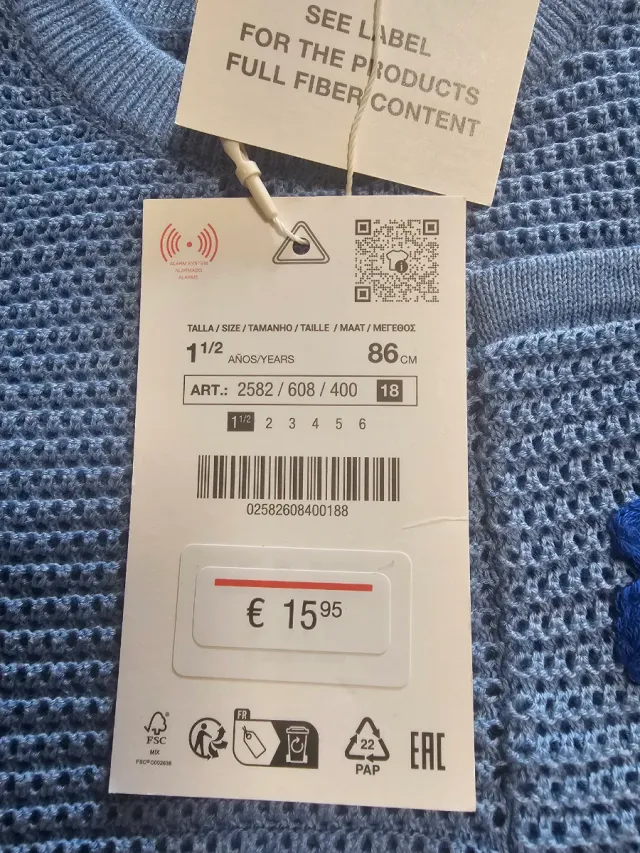 SEE LABEL
FOR THE PRODUCTS
FULL FIBER CONTENT
ALARM SYSTEM
ALARMADO
ALARME
TALLA / SIZE / TAMANHO / TAILLE / MAAT / ΜΕΓΕΘΟΣ
1 1/2 AÑOS/YEARS 86 CM
ART.: 2582 / 608 / 400 18
1 1/2 2 3 4 5 6
02582608400188
€ 15 95
FR
FSC
MIX
22
PAP
EAC